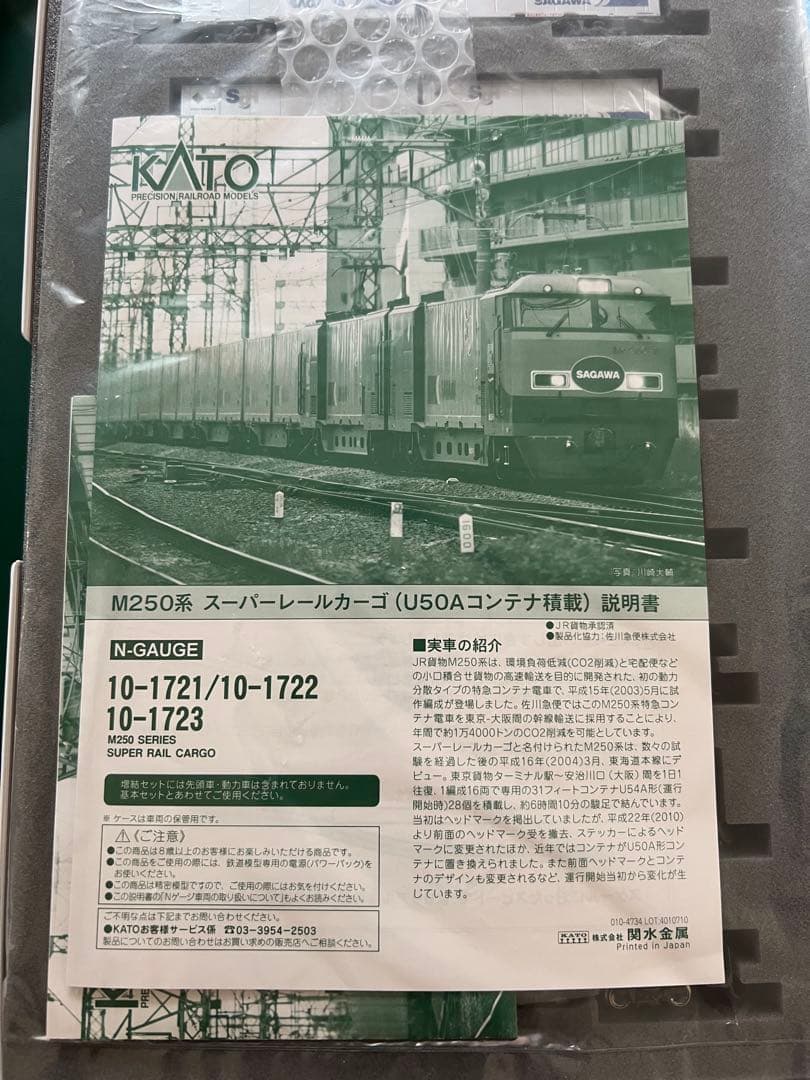 SAGAWA
KATO
PRECISION RAILROAD MODELS
SAGAWA
1600
写真：川崎大輔
M250系 スーパーレールカーゴ（U50Aコンテナ積載）説明書
●JR貨物承認済
●製品化協力：佐川急便株式会社
N-GAUGE
10-1721/10-1722
10-1723
M250 SERIES
SUPER RAIL CARGO
増結セットには先頭車・動力車は含まれておりません。
基本セットとあわせてご使用ください。
※ ケースは車両の保管用です。
⚠《ご注意》
●この商品は8歳以上のお客様にお楽しみいただける商品です。
●この商品をご使用の際には、鉄道模型専用の電源(パワーパック)を
お使いください。
●この商品は精密模型ですので、ご使用の際にはお気を付けください。
●この説明書の「Nゲージ車両の取り扱いについて」もよくお読みください。
ご不明な点は下記までお問い合わせください。
●KATOお客様サービス係 ☎03-3954-2503
製品についてのお問い合わせはお買い求めの販売店へご相談ください。
■実車の紹介
JR貨物M250系は、環境負荷低減(CO2削減)と宅配便など
の小口積合せ貨物の高速輸送を目的に開発された、初の動力
分散タイプの特急コンテナ電車で、平成15年(2003)5月に試
作編成が登場しました。佐川急便ではこのM250系特急コン
テナ電車を東京-大阪間の幹線輸送に採用することにより、
年間で約1万4000トンのCO2削減を可能としています。
スーパーレールカーゴと名付けられたM250系は、数々の試
験を経過した後の平成16年(2004)3月、東海道本線にデ
ビュー。東京貨物ターミナル駅～安治川口(大阪)間を1日1
往復、1編成16両で専用の31フィートコンテナU54A形(運行
開始時)28個を積載し、約6時間10分の駿足で結んでいます。
当初はヘッドマークを掲出していましたが、平成22年(2010)
より前面のヘッドマーク受を撤去、ステッカーによるヘッド
マークに変更されたほか、近年ではコンテナがU50A形コン
テナに置き換えられました。また前面ヘッドマークとコンテ
ナのデザインも変更されるなど、運行開始当初から変化が生
じています。
010-4734 LOT:4010710
KATO 株式会社 関水金属
Printed in Japan